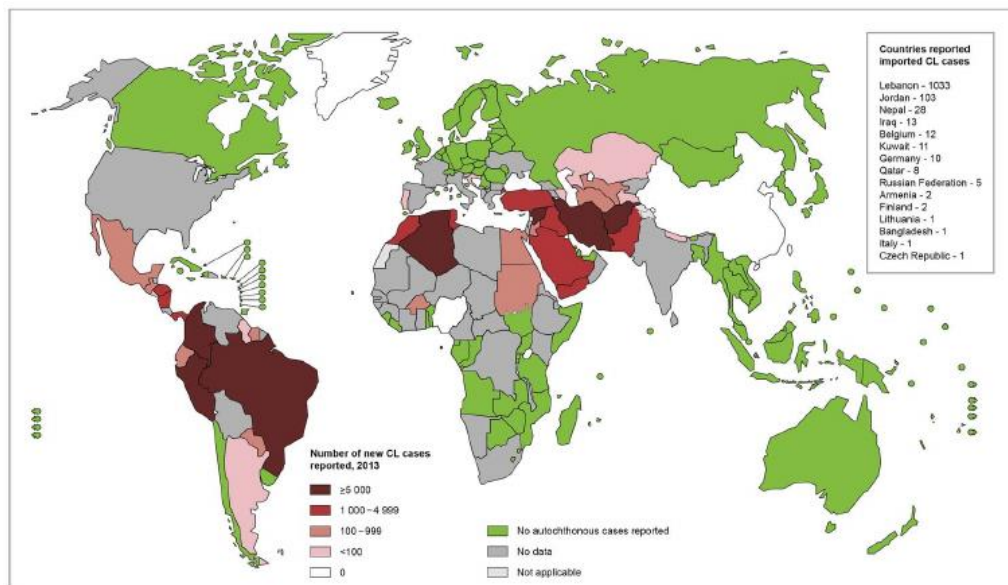 Countries reported
imported CL cases
Lebanon - 1033
Jordan - 103
Nepal - 28
Iraq - 13
Belgium - 12
Kuwait - 11
Germany - 10
Qatar - 8
Russian Federation - 5
Armenia - 2
Finland - 2
Lithuania - 1
Bangladesh - 1
Italy - 1
Czech Republic - 1
Number of new CL cases
reported, 2013
≥5 000
1 000–4 999
100–999
<100
0
No autochthonous cases reported
No data
Not applicable